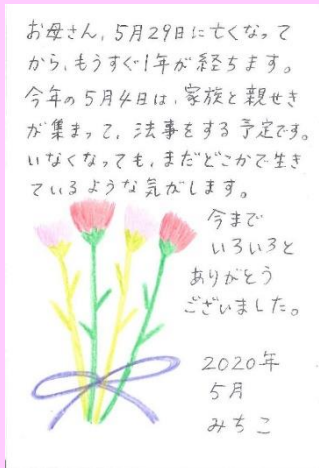 お母さん、5月29日に亡くなって
から、もうすぐ1年が経ちます。
今年の5月4日は、家族と親せき
が集まって、法事をする予定です。
いなくなっても、まだどこかで生き
ているような気がします。
今まで
いろいろと
ありがとう
ございました。
2020年
5月
みちこ